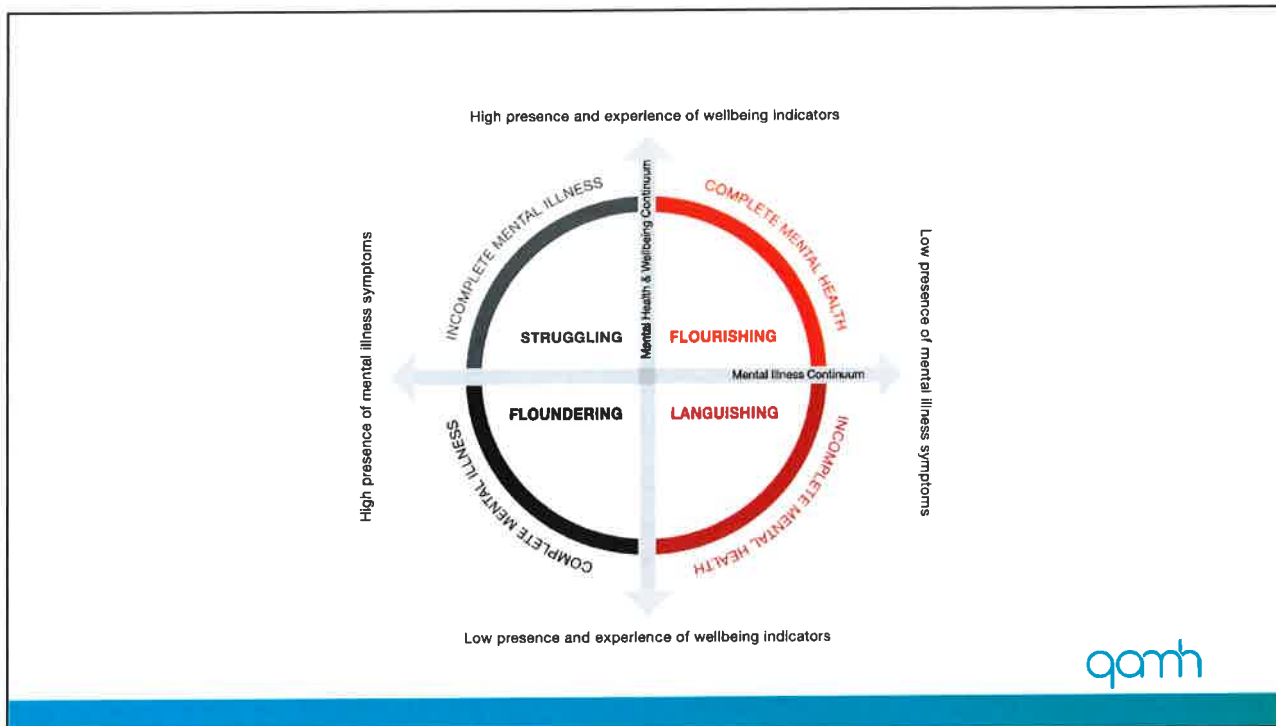 High presence and experience of wellbeing indicators
INCOMPLETE MENTAL ILLNESS
Mental Health & Wellbeing Continuum
COMPLETE MENTAL HEALTH
High presence of mental illness symptoms
Low presence of mental illness symptoms
STRUGGLING
FLOURISHING
Mental Illness Continuum
FLOUNDERING
LANGUISHING
COMPLETE MENTAL ILLNESS
INCOMPLETE MENTAL HEALTH
Low presence and experience of wellbeing indicators
qamh